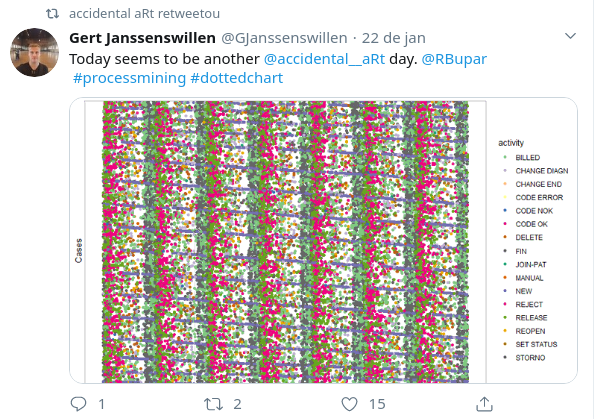 accidental aRt retweetou
Gert Janssenswillen @GJanssenswillen · 22 de jan
Today seems to be another @accidental__aRt day. @RBupar
#processmining #dottedchart
Cases
activity
BILLED
CHANGE DIAGN
CHANGE END
CODE ERROR
CODE NOK
CODE OK
DELETE
FIN
JOIN-PAT
MANUAL
NEW
REJECT
RELEASE
REOPEN
SET STATUS
STORNO
1
2
15